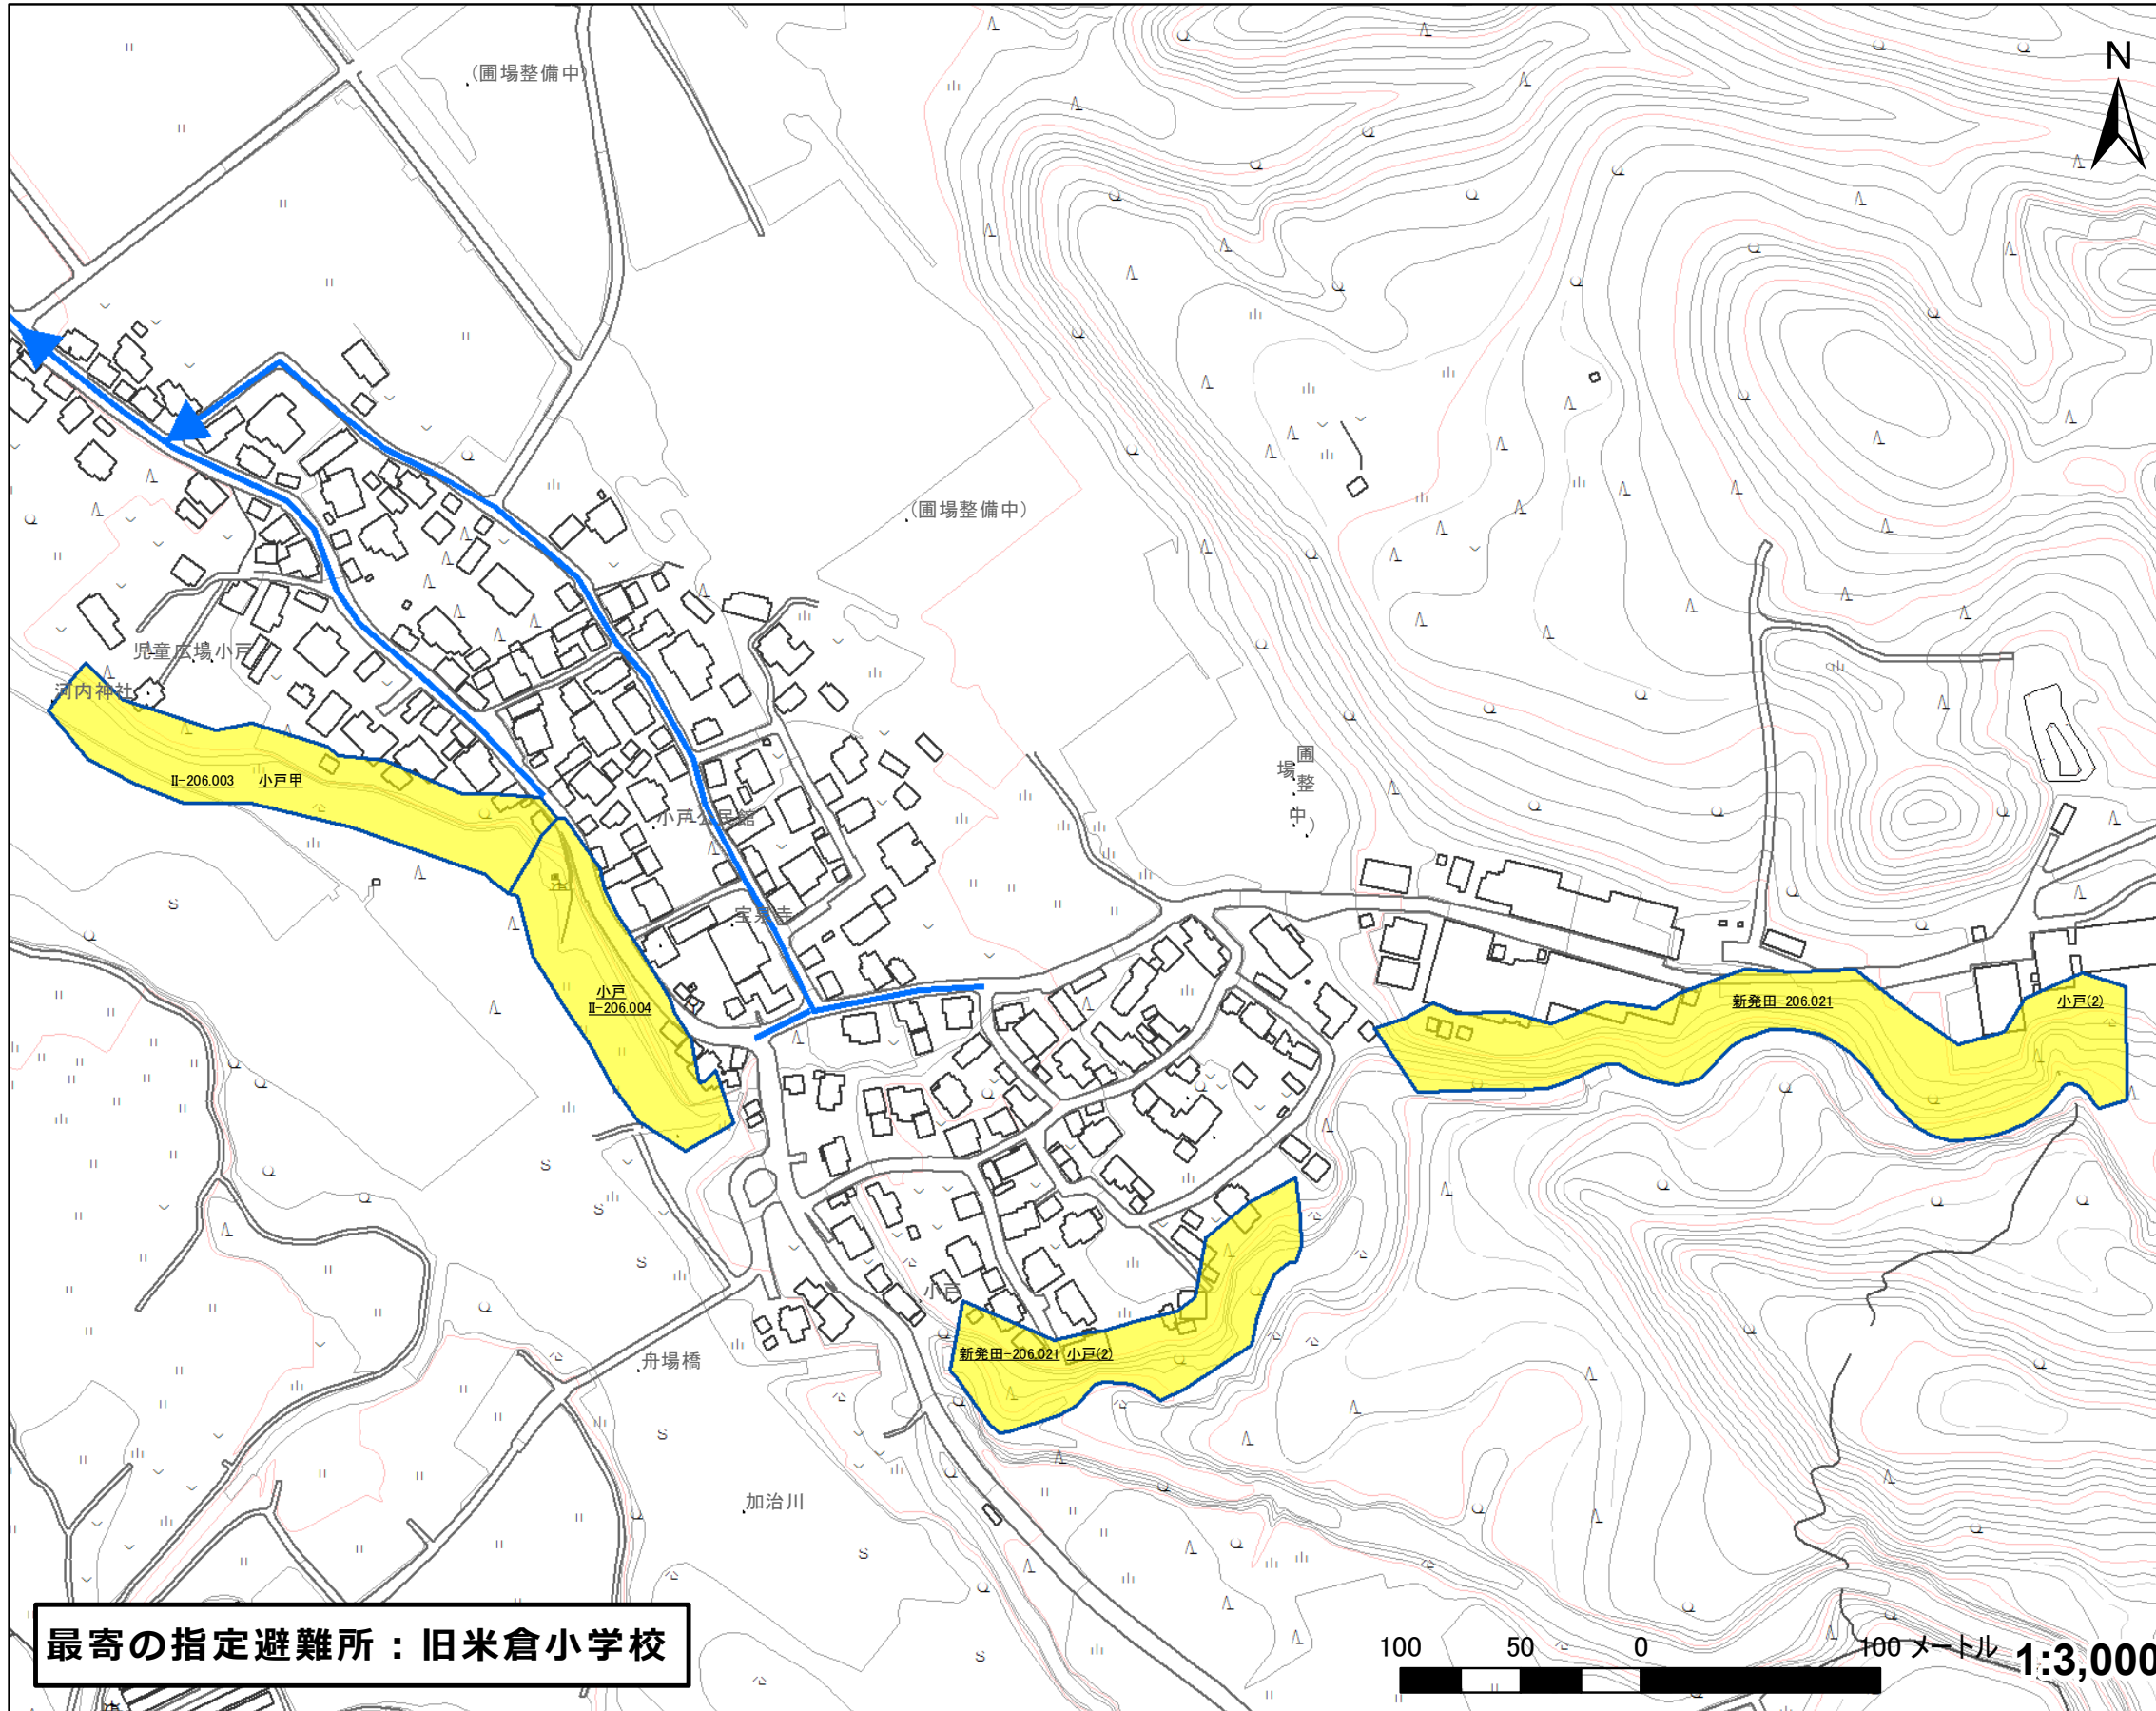 (圃場整備中)
N
(圃場整備中)
児童広場小戸
河内神社
II-206.003 小戸甲
圃
場
整
中)
小戸公民館
宝泉寺
小戸
II-206.004
新発田-206.021
小戸(2)
小戸
新発田-206.021 小戸(2)
舟場橋
加治川
最寄の指定避難所：旧米倉小学校
100 50 0 100 メートル
1:3,000